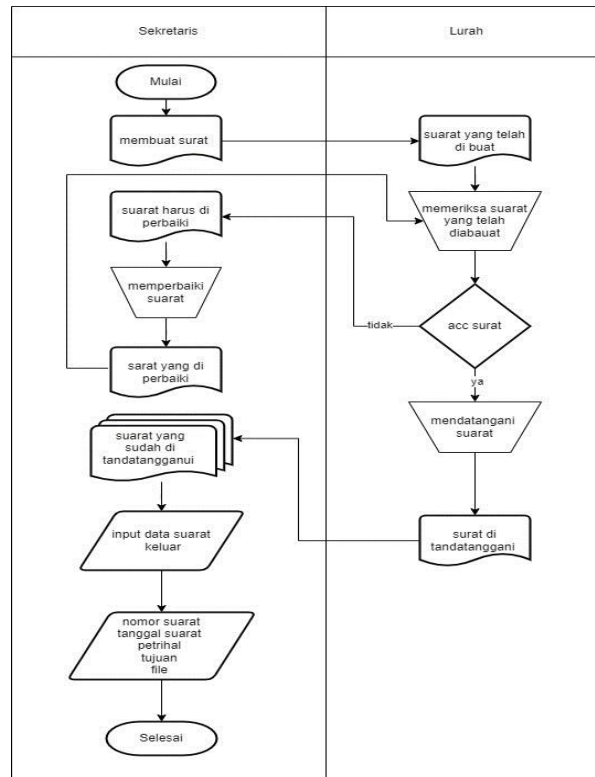 Sekretaris
Lurah
Mulai
membuat surat
suarat yang telah
di buat
suarat harus di
perbaiki
memeriksa suarat
yang telah
diabauat
memperbaiki
suarat
tidak
acc surat
ya
sarat yang di
perbaiki
mendatangani
suarat
suarat yang
sudah di
tandatangganui
surat di
tandatanggani
input data suarat
keluar
nomor suarat
tanggal suarat
petrihal
tujuan
file
Selesai